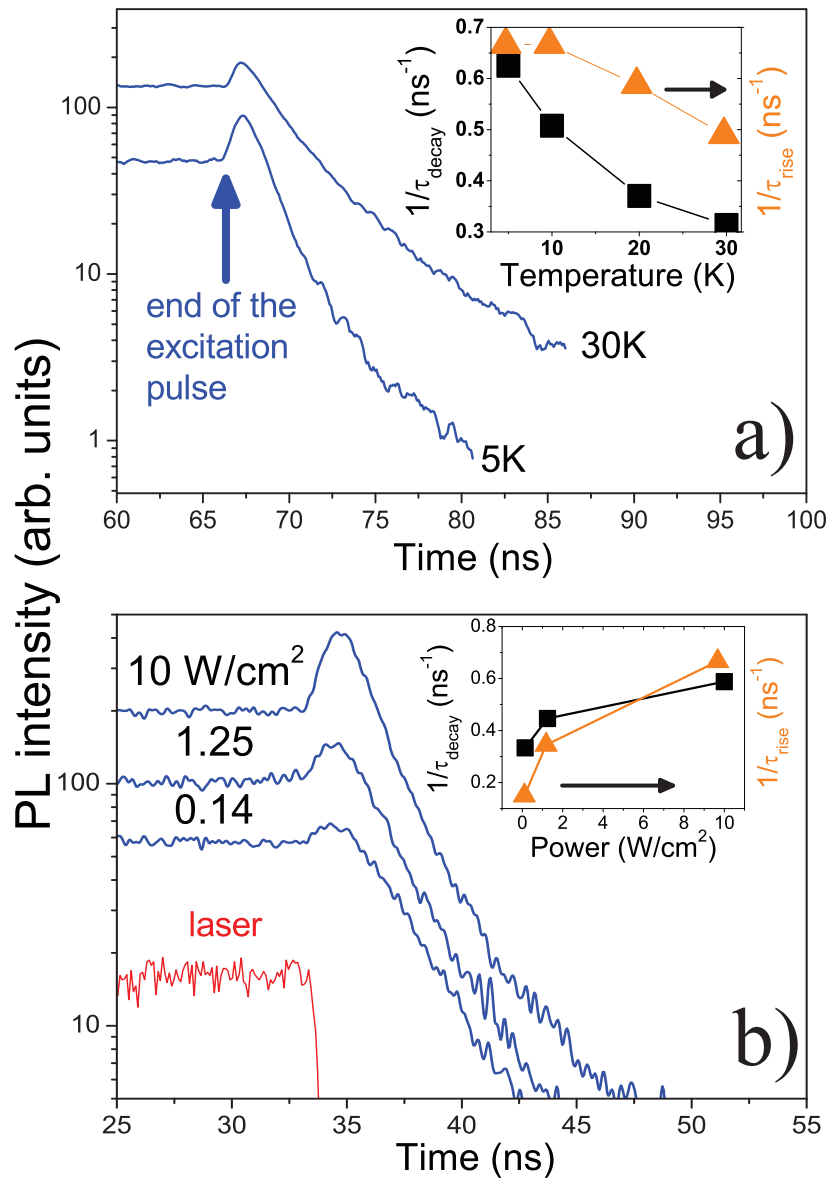 PL intensity (arb. units)
100
10
1
60 65 70 75 80 85 90 95 100
Time (ns)
end of the
excitation
pulse
30K
5K
a)
0.7
0.6
0.5
0.4
0.3
10 20 30
Temperature (K)
1/τdecay (ns⁻¹)
1/τrise (ns⁻¹)
100
10
25 30 35 40 45 50 55
Time (ns)
10 W/cm²
1.25
0.14
laser
b)
0.8
0.6
0.4
0.2
0 2 4 6 8 10
Power (W/cm²)
1/τdecay (ns⁻¹)
1/τrise (ns⁻¹)